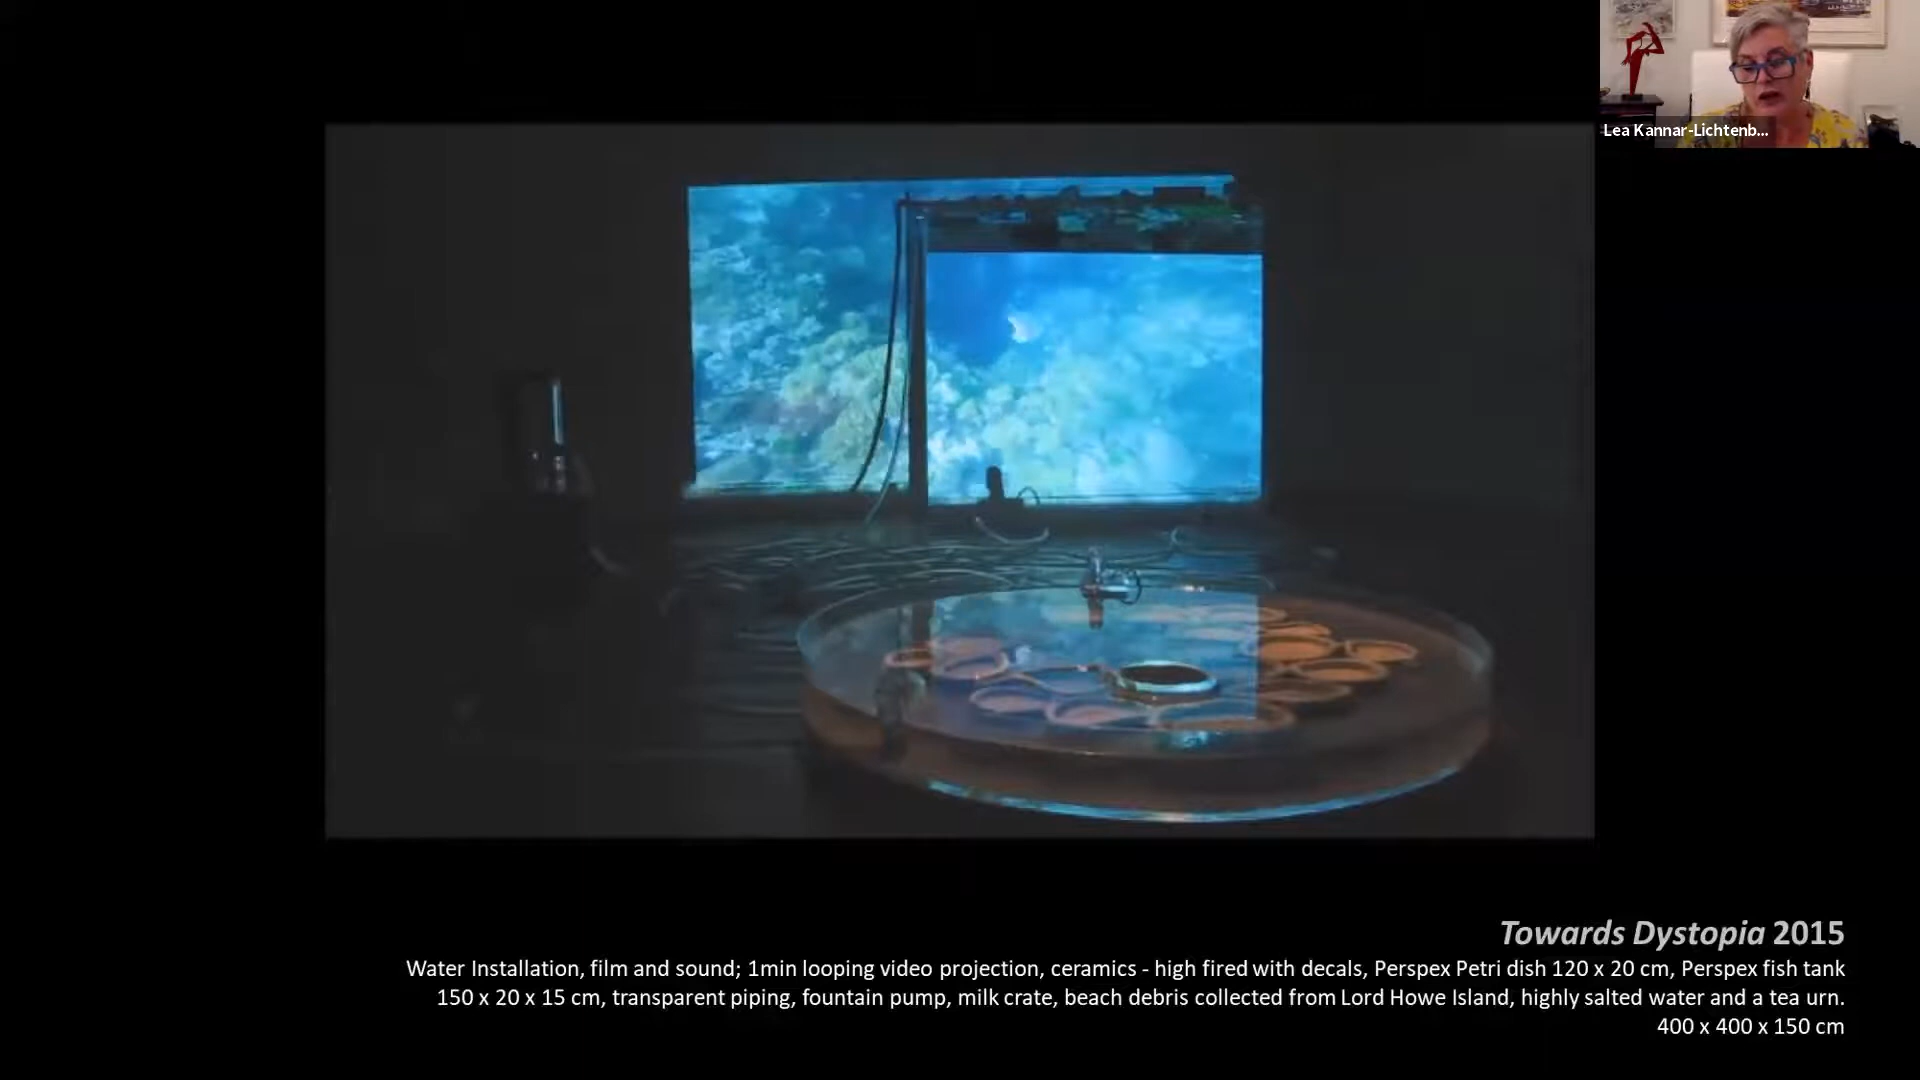 Lea Kannar-Lichtenb...
Towards Dystopia 2015
Water Installation, film and sound; 1min looping video projection, ceramics - high fired with decals, Perspex Petri dish 120 x 20 cm, Perspex fish tank
150 x 20 x 15 cm, transparent piping, fountain pump, milk crate, beach debris collected from Lord Howe Island, highly salted water and a tea urn.
400 x 400 x 150 cm